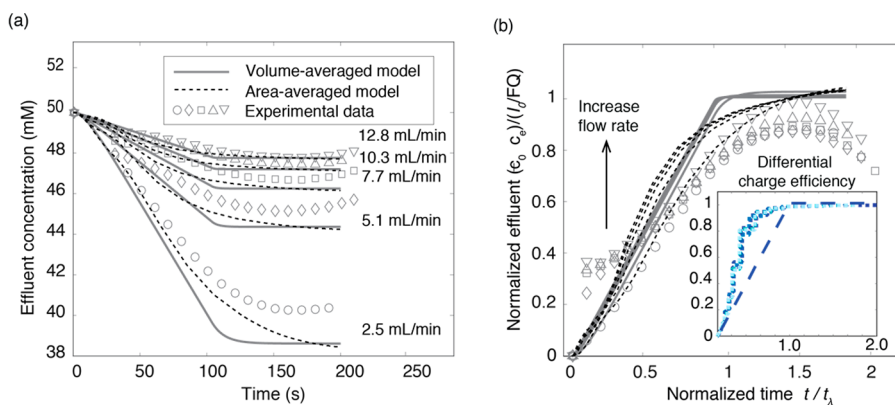 (a)
52
50
48
46
44
42
40
38
0
50
100
150
200
250
Effluent concentration (mM)
Time (s)
Volume-averaged model
Area-averaged model
Experimental data
12.8 mL/min
10.3 mL/min
7.7 mL/min
5.1 mL/min
2.5 mL/min
(b)
1.2
1
0.8
0.6
0.4
0.2
0
0
0.5
1
1.5
2
Normalized effluent (c₀ cₑ)/(I₀/FQ)
Normalized time t / tλ
Increase
flow rate
Differential
charge efficiency
1
0.8
0.6
0.4
0.2
0
1.0
2.0